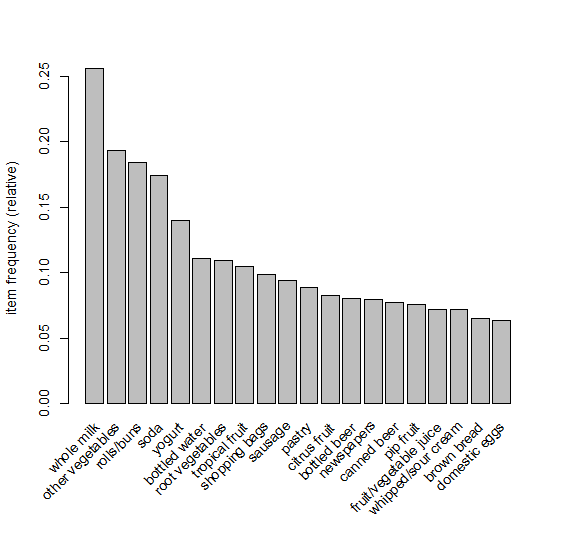 item frequency (relative)
0.25
0.20
0.15
0.10
0.05
0.00
whole milk
other vegetables
rolls/buns
soda
yogurt
bottled water
root vegetables
tropical fruit
shopping bags
sausage
pastry
citrus fruit
bottled beer
newspapers
canned beer
pip fruit
fruit/vegetable juice
whipped/sour cream
brown bread
domestic eggs